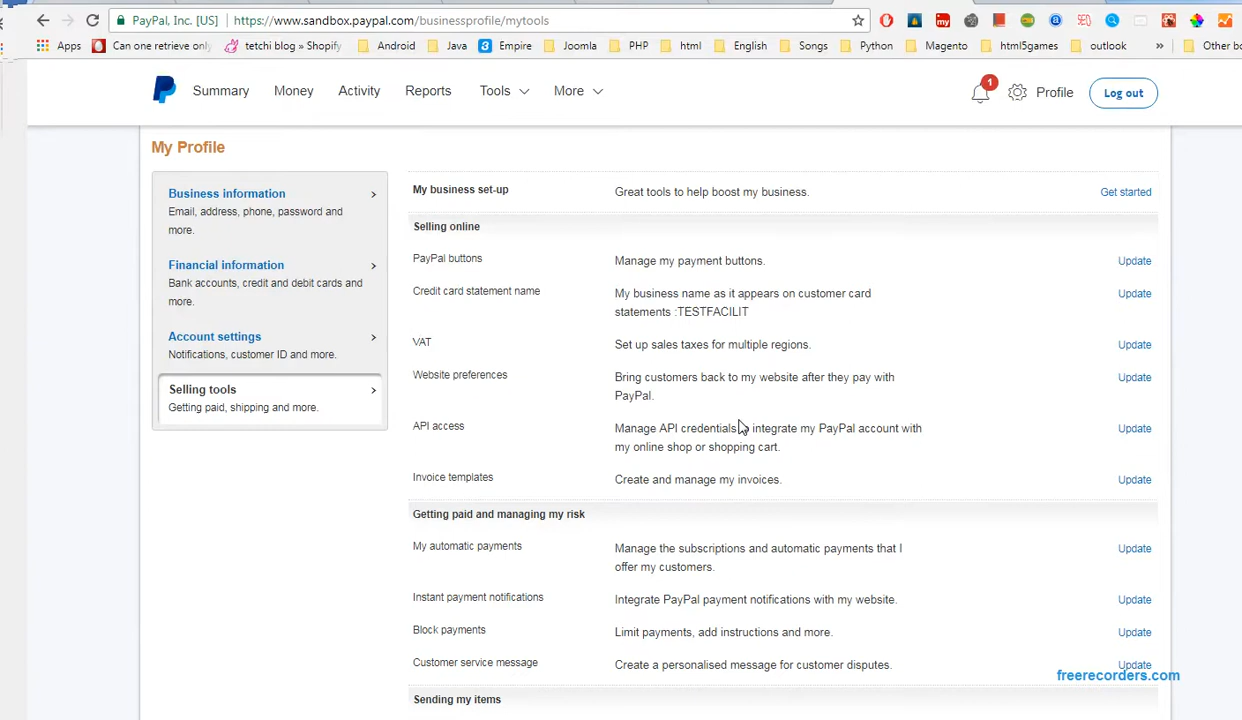 PayPal, Inc. [US] https://www.sandbox.paypal.com/businessprofile/mytools
Apps Can one retrieve only tetchi blog » Shopify Android Java Empire Joomla PHP html English Songs Python Magento html5games outlook » Other bo
Summary Money Activity Reports Tools More 1 Profile Log out
My Profile
Business information
Email, address, phone, password and
more.
Financial information
Bank accounts, credit and debit cards and
more.
Account settings
Notifications, customer ID and more.
Selling tools
Getting paid, shipping and more.
My business set-up Great tools to help boost my business. Get started
Selling online
PayPal buttons Manage my payment buttons. Update
Credit card statement name My business name as it appears on customer card Update
statements :TESTFACILIT
VAT Set up sales taxes for multiple regions. Update
Website preferences Bring customers back to my website after they pay with Update
PayPal.
API access Manage API credentials integrate my PayPal account with Update
my online shop or shopping cart.
Invoice templates Create and manage my invoices. Update
Getting paid and managing my risk
My automatic payments Manage the subscriptions and automatic payments that I Update
offer my customers.
Instant payment notifications Integrate PayPal payment notifications with my website. Update
Block payments Limit payments, add instructions and more. Update
Customer service message Create a personalised message for customer disputes. Update
freerecorders.com
Sending my items